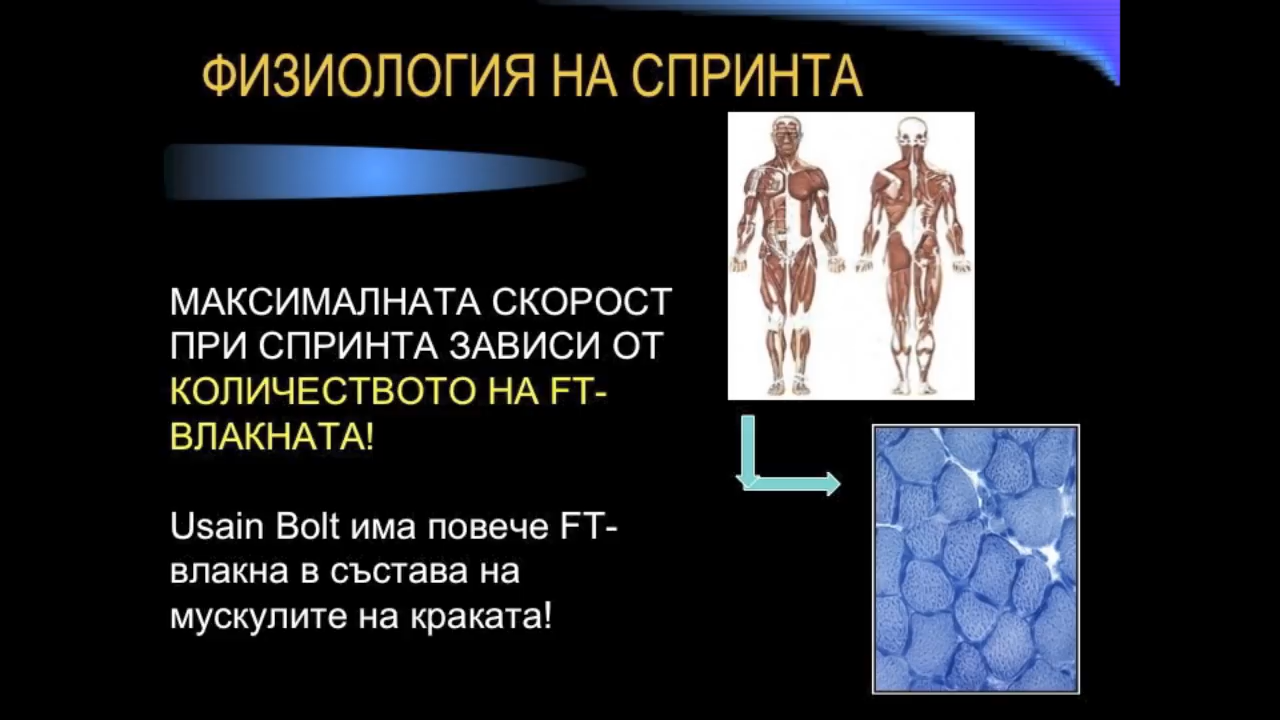 ФИЗИОЛОГИЯ НА СПРИНТА
МАКСИМАЛНАТА СКОРОСТ
ПРИ СПРИНТА ЗАВИСИ ОТ
КОЛИЧЕСТВОТО НА FT-
ВЛАКНАТА!
Usain Bolt има повече FT-
влакна в състава на
мускулите на краката!